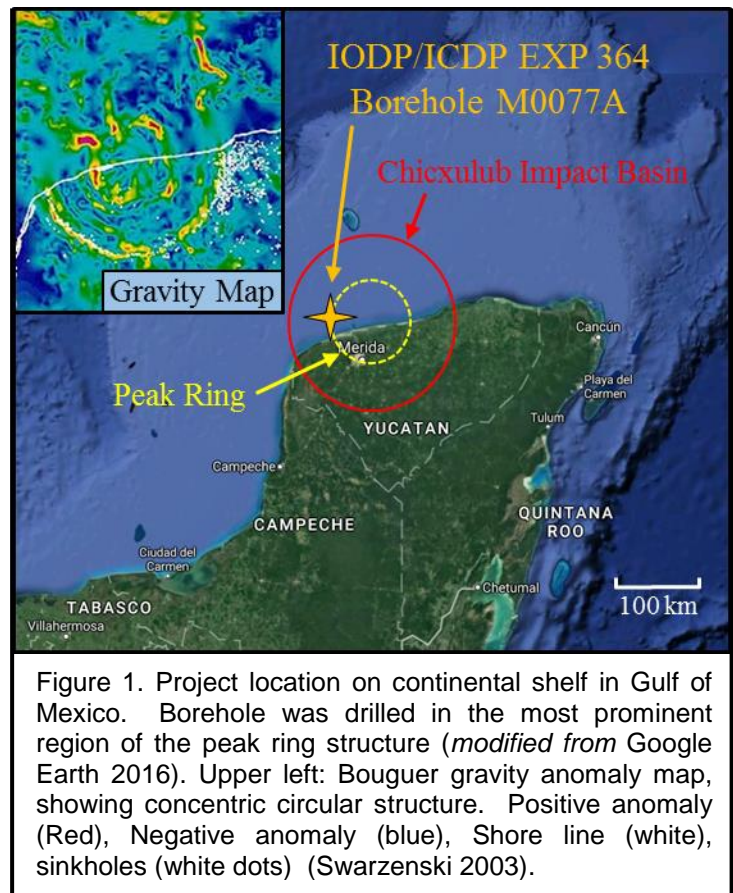 IODP/ICDP EXP 364
Borehole M0077A
Chicxulub Impact Basin
Gravity Map
Cancún
Merida
Peak Ring
Playa del
Carmen
Tulum
YUCATAN
Campeche
QUINTANA
ROO
CAMPECHE
Ciudad del
Carmen
Chetumal
100 km
TABASCO
Villahermosa
Figure 1. Project location on continental shelf in Gulf of
Mexico. Borehole was drilled in the most prominent
region of the peak ring structure (modified from Google
Earth 2016). Upper left: Bouguer gravity anomaly map,
showing concentric circular structure. Positive anomaly
(Red), Negative anomaly (blue), Shore line (white),
sinkholes (white dots) (Swarzenski 2003).